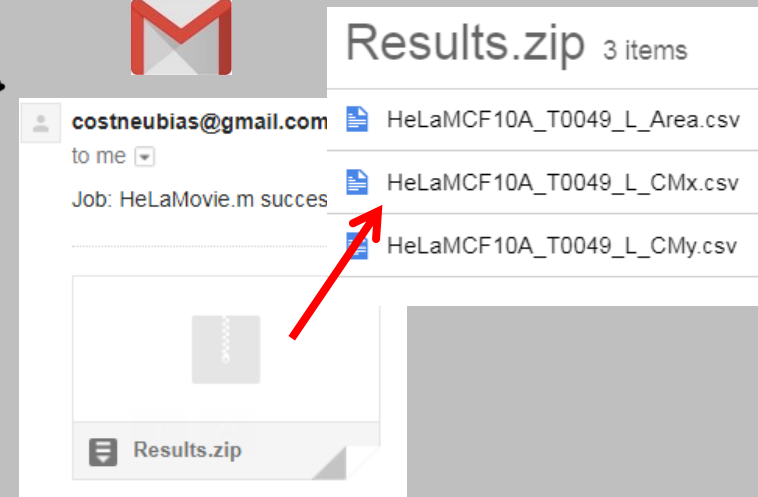 Results.zip 3 items
HeLaMCF10A_T0049_L_Area.csv
HeLaMCF10A_T0049_L_CMx.csv
HeLaMCF10A_T0049_L_CMy.csv
costneubias@gmail.com
to me
Job: HeLaMovie.m succes
Results.zip